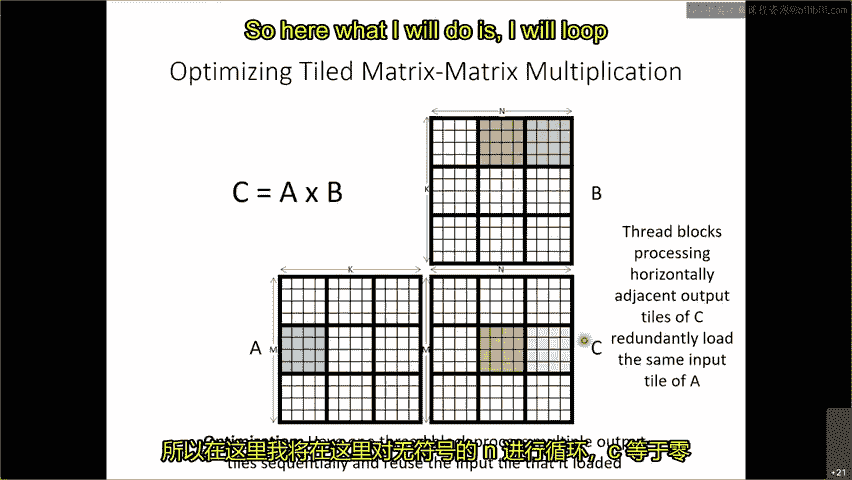 So here what I will do is, I will loop
Optimizing Tiled Matrix-Matrix Multiplication
N
C = A x B
K
B
Thread blocks
processing
horizontally
adjacent output
tiles of C
redundantly load
the same input
tile of A
K
N
A
M
M
C
所以在这里我将在这里对无符号的 n 进行循环，c 等于零
tiles sequentially and reuse the input tile that it loaded
+21